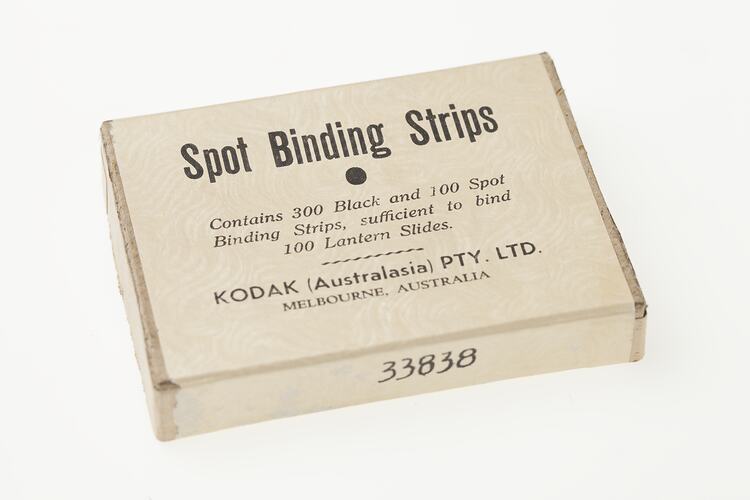 Spot Binding Strips
Contains 300 Black and 100 Spot
Binding Strips, sufficient to bind
100 Lantern Slides.
KODAK (Australasia) PTY. LTD.
MELBOURNE, AUSTRALIA
33838